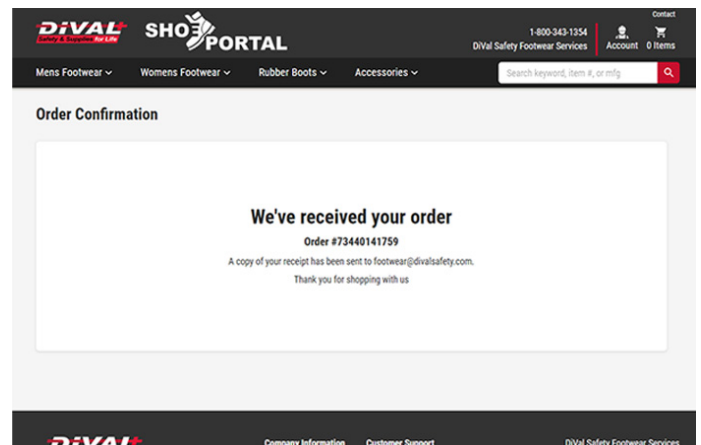 Contact
DiVAL
Safety & Supplies for Life
SHOE PORTAL
1-800-343-1354
DiVal Safety Footwear Services
Account
0 Items
Mens Footwear
Womens Footwear
Rubber Boots
Accessories
Search keyword, item #, or mfg
Order Confirmation
We've received your order
Order #73440141759
A copy of your receipt has been sent to footwear@divalsafety.com.
Thank you for shopping with us
DiVAL
Company Information
Customer Support
DiVal Safety Footwear Services